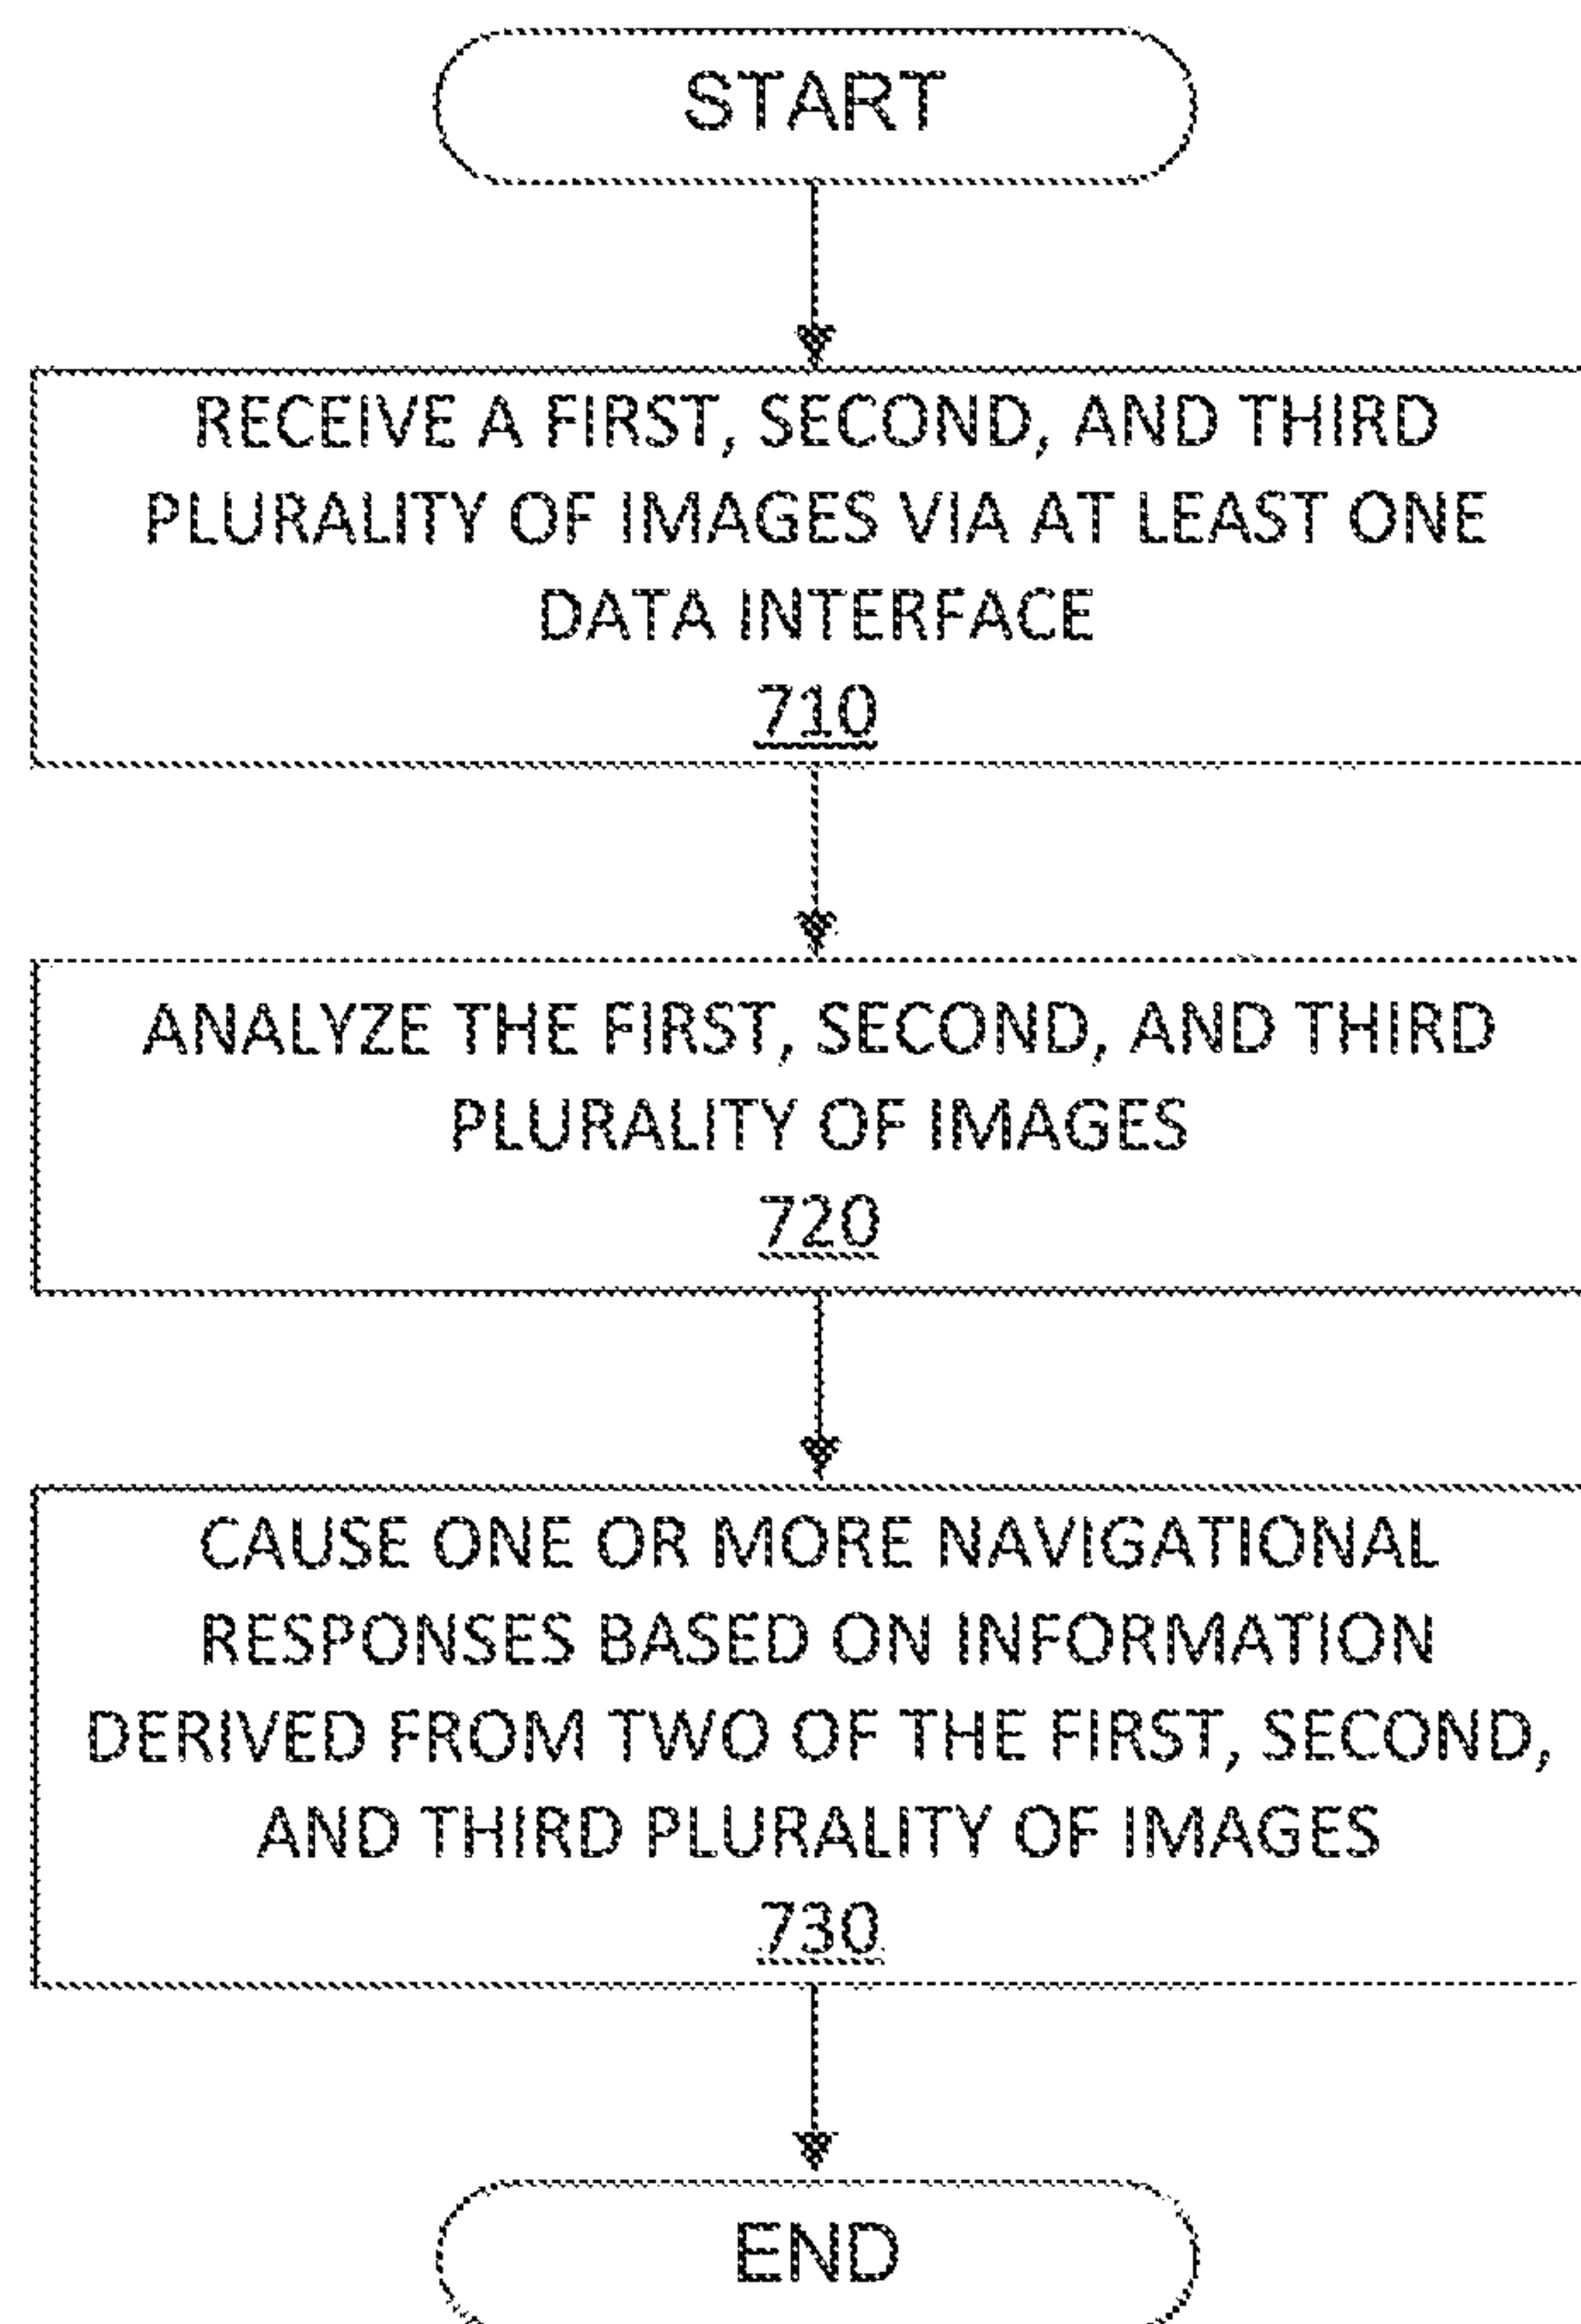 START
RECEIVE A FIRST, SECOND, AND THIRD
PLURALITY OF IMAGES VIA AT LEAST ONE
DATA INTERFACE
710
ANALYZE THE FIRST, SECOND, AND THIRD
PLURALITY OF IMAGES
720
CAUSE ONE OR MORE NAVIGATIONAL
RESPONSES BASED ON INFORMATION
DERIVED FROM TWO OF THE FIRST, SECOND,
AND THIRD PLURALITY OF IMAGES
730
END